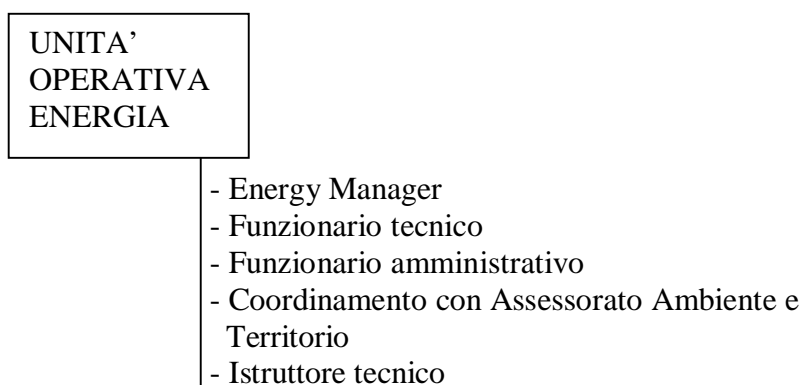 UNITA’
OPERATIVA
ENERGIA
- Energy Manager
- Funzionario tecnico
- Funzionario amministrativo
- Coordinamento con Assessorato Ambiente e
Territorio
- Istruttore tecnico